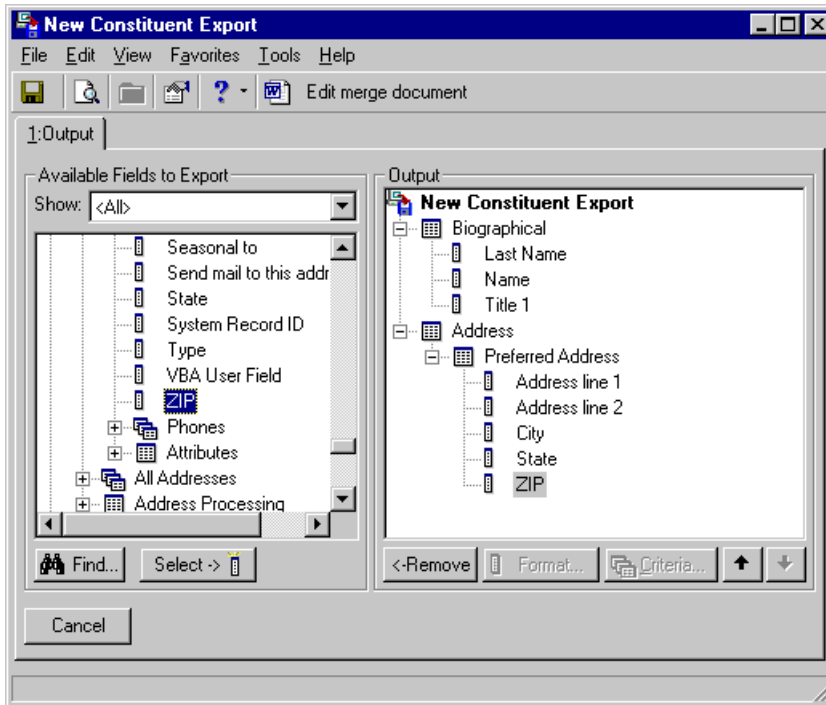 New Constituent Export
File Edit View Favorites Tools Help
? Edit merge document
1:Output
Available Fields to Export
Show: <All>
Seasonal to
Send mail to this addr
State
System Record ID
Type
VBA User Field
ZIP
Phones
Attributes
All Addresses
Address Processing
Find...
Select ->
Output
New Constituent Export
Biographical
Last Name
Name
Title 1
Address
Preferred Address
Address line 1
Address line 2
City
State
ZIP
<-Remove
Format...
Criteria...
Cancel